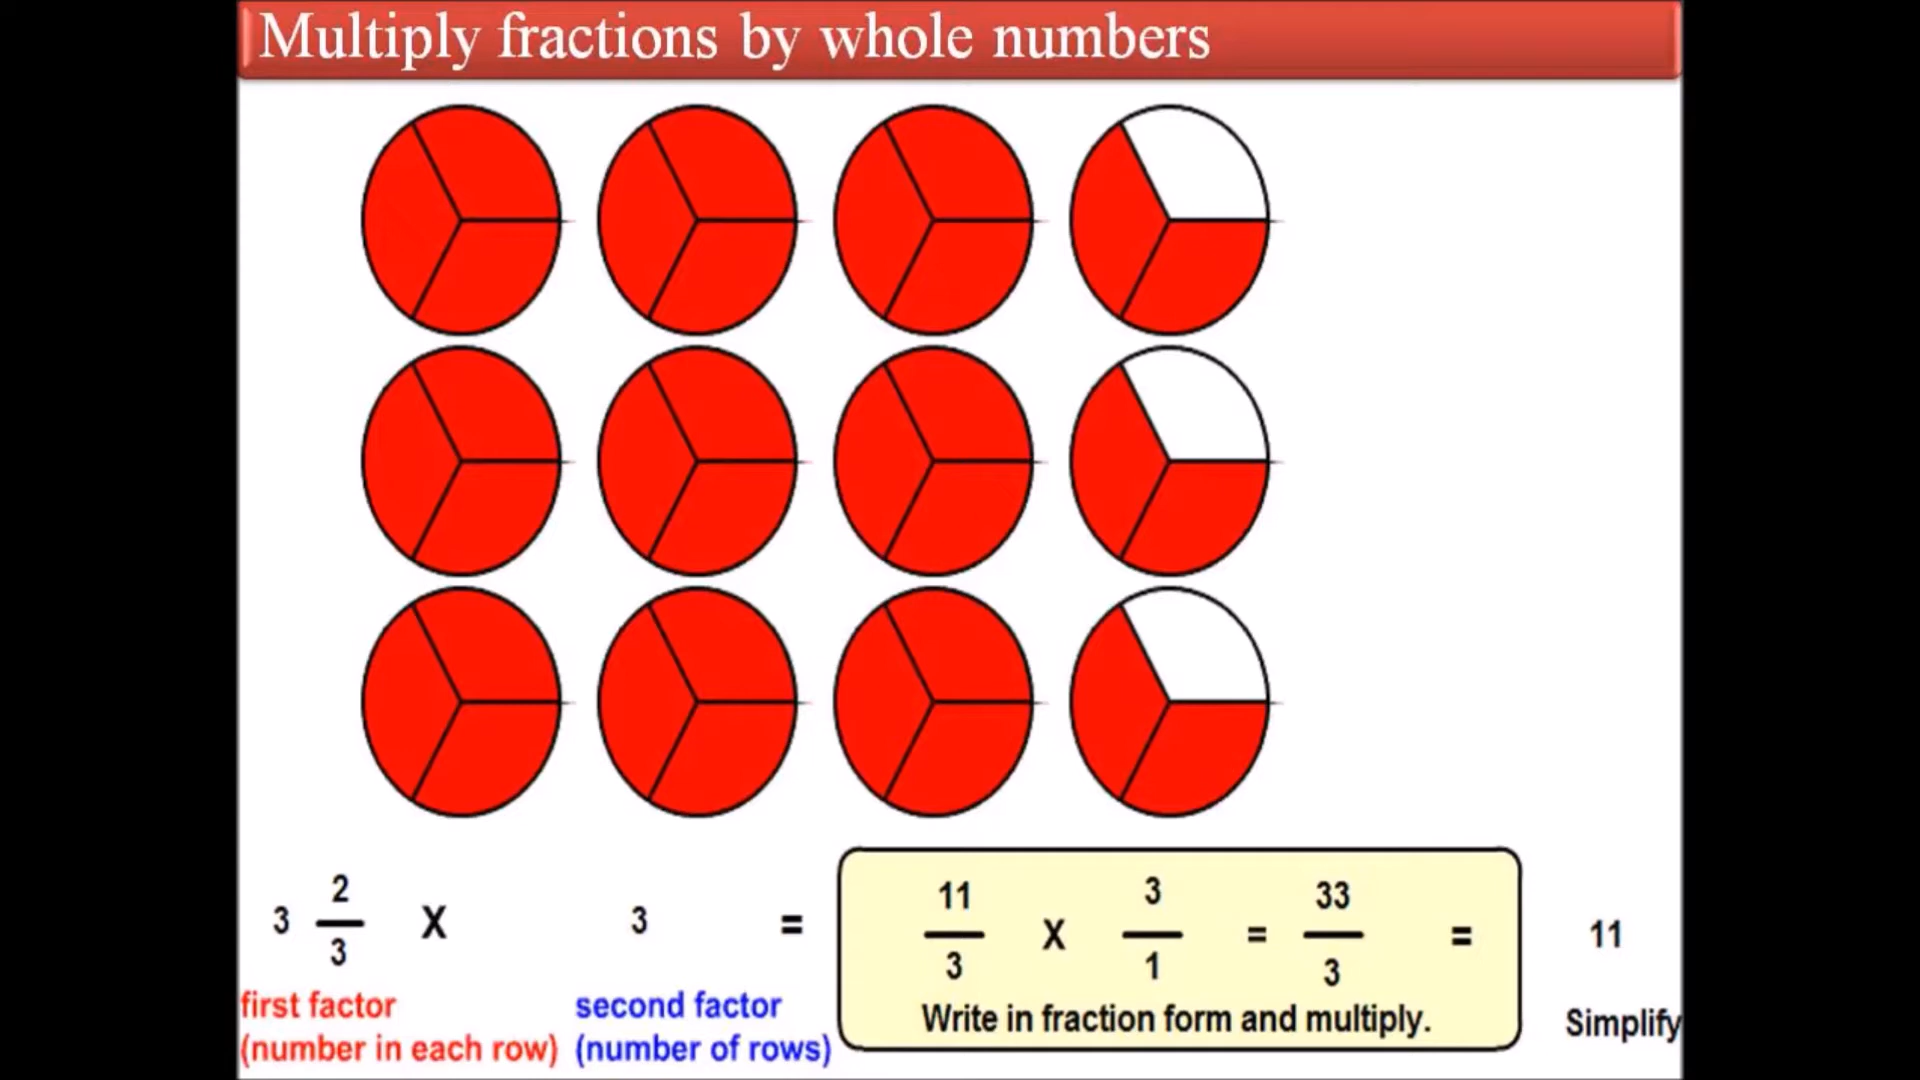 Multiply fractions by whole numbers
3 2/3 X 3 = 11/3 X 3/1 = 33/3 = 11
first factor
(number in each row)
second factor
(number of rows)
Write in fraction form and multiply.
Simplify